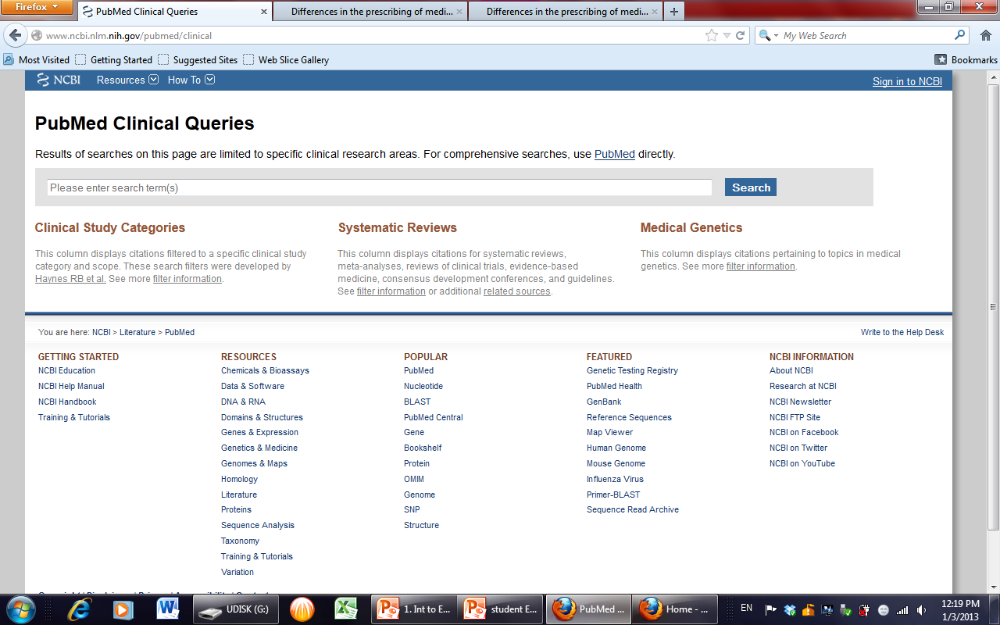 Firefox
PubMed Clinical Queries
Differences in the prescribing of medi...
Differences in the prescribing of medi...
www.ncbi.nlm.nih.gov/pubmed/clinical
My Web Search
Most Visited
Getting Started
Suggested Sites
Web Slice Gallery
Bookmarks
NCBI Resources How To
Sign in to NCBI
PubMed Clinical Queries
Results of searches on this page are limited to specific clinical research areas. For comprehensive searches, use PubMed directly.
Please enter search term(s)
Search
Clinical Study Categories
This column displays citations filtered to a specific clinical study
category and scope. These search filters were developed by
Haynes RB et al. See more filter information.
Systematic Reviews
This column displays citations for systematic reviews,
meta-analyses, reviews of clinical trials, evidence-based
medicine, consensus development conferences, and guidelines.
See filter information or additional related sources.
Medical Genetics
This column displays citations pertaining to topics in medical
genetics. See more filter information.
You are here: NCBI > Literature > PubMed
Write to the Help Desk
GETTING STARTED
NCBI Education
NCBI Help Manual
NCBI Handbook
Training & Tutorials
RESOURCES
Chemicals & Bioassays
Data & Software
DNA & RNA
Domains & Structures
Genes & Expression
Genetics & Medicine
Genomes & Maps
Homology
Literature
Proteins
Sequence Analysis
Taxonomy
Training & Tutorials
Variation
POPULAR
PubMed
Nucleotide
BLAST
PubMed Central
Gene
Bookshelf
Protein
OMIM
Genome
SNP
Structure
FEATURED
Genetic Testing Registry
PubMed Health
GenBank
Reference Sequences
Map Viewer
Human Genome
Mouse Genome
Influenza Virus
Primer-BLAST
Sequence Read Archive
NCBI INFORMATION
About NCBI
Research at NCBI
NCBI Newsletter
NCBI FTP Site
NCBI on Facebook
NCBI on Twitter
NCBI on YouTube
UDISK (G:)
1. Int to E...
student E...
PubMed ...
Home - ...
EN
12:19 PM
1/3/2013